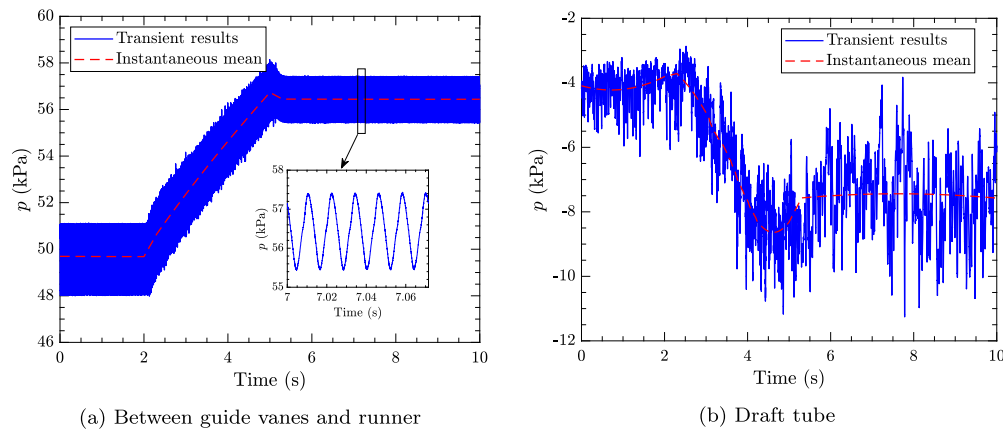 Transient results
Instantaneous mean
60
58
56
54
52
50
48
46
p (kPa)
0 2 4 6 8 10
Time (s)
58
57
56
55
p (kPa)
7 7.02 7.04 7.06
Time (s)
(a) Between guide vanes and runner
Transient results
Instantaneous mean
-2
-4
-6
-8
-10
-12
p (kPa)
0 2 4 6 8 10
Time (s)
(b) Draft tube